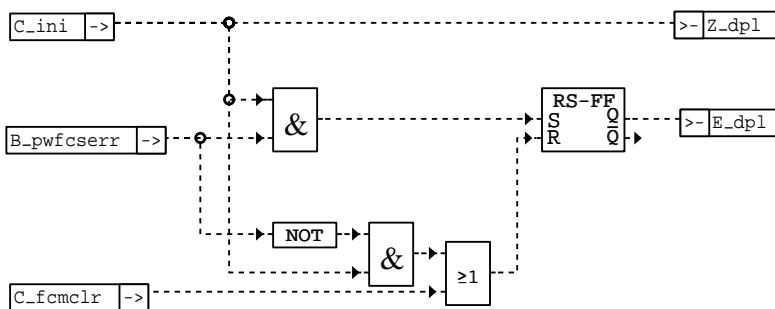 C_ini ->
>- Z_dpl
RS-FF
S Q
R Q̅
&
>- E_dpl
B_pwfcserr ->
NOT
&
≥1
C_fcmclr ->